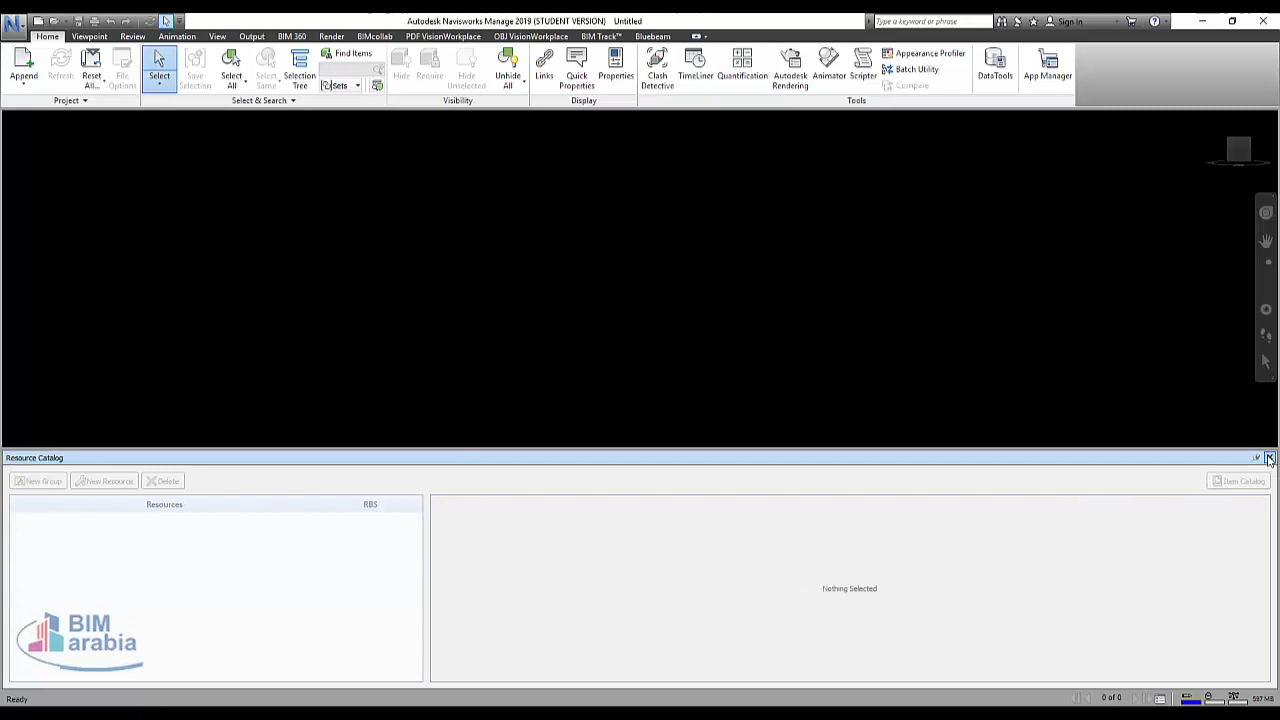 Autodesk Navisworks Manage 2019 (STUDENT VERSION) Untitled
Type a keyword or phrase
Sign In
Home Viewpoint Review Animation View Output BIM 360 Render BIMcollab PDF VisionWorkplace OBJ VisionWorkplace BIM Track™ Bluebeam
Append
Refresh
Reset All...
File Options
Select
Save Selection
Select All
Select Same
Selection Tree
Find Items
Sets
Hide
Require
Hide Unselected
Unhide All
Links
Quick Properties
Properties
Clash Detective
TimeLiner
Quantification
Autodesk Rendering
Animator
Scripter
Appearance Profiler
Batch Utility
Compare
DataTools
App Manager
Project
Select & Search
Visibility
Display
Tools
Resource Catalog
New Group
New Resource
Delete
Item Catalog
Resources
RBS
Nothing Selected
BIM
arabia
Ready
0 of 0
597 MB